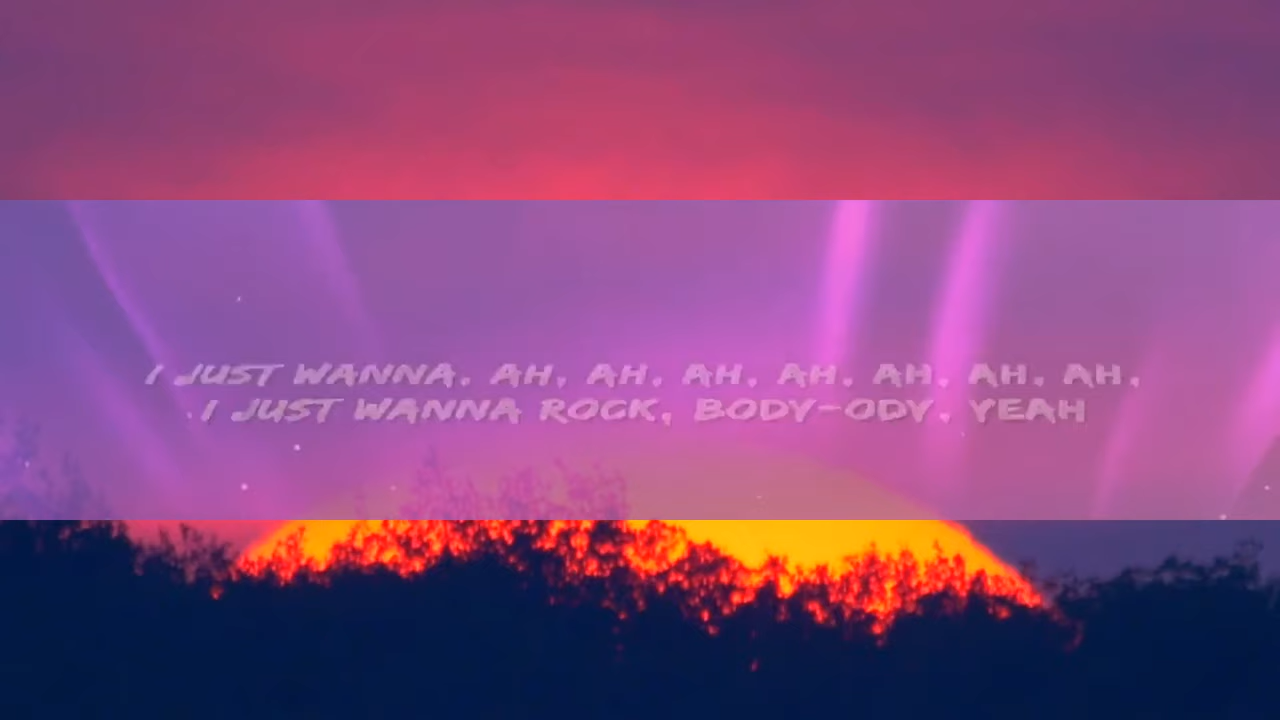 I JUST WANNA. AH, AH, AH, AH, AH, AH, AH,
I JUST WANNA ROCK, BODY-ODY, YEAH